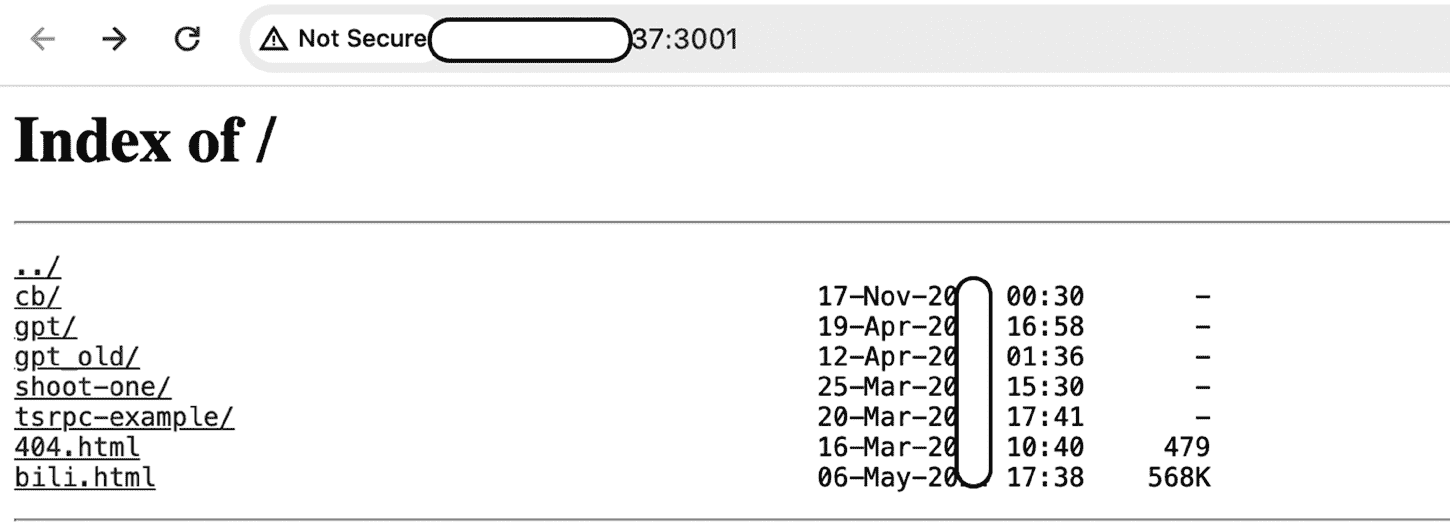 Not Secure 37:3001
Index of /
../
cb/ 17-Nov-20 00:30 -
gpt/ 19-Apr-20 16:58 -
gpt_old/ 12-Apr-20 01:36 -
shoot-one/ 25-Mar-20 15:30 -
tsrpc-example/ 20-Mar-20 17:41 -
404.html 16-Mar-20 10:40 479
bili.html 06-May-20 17:38 568K